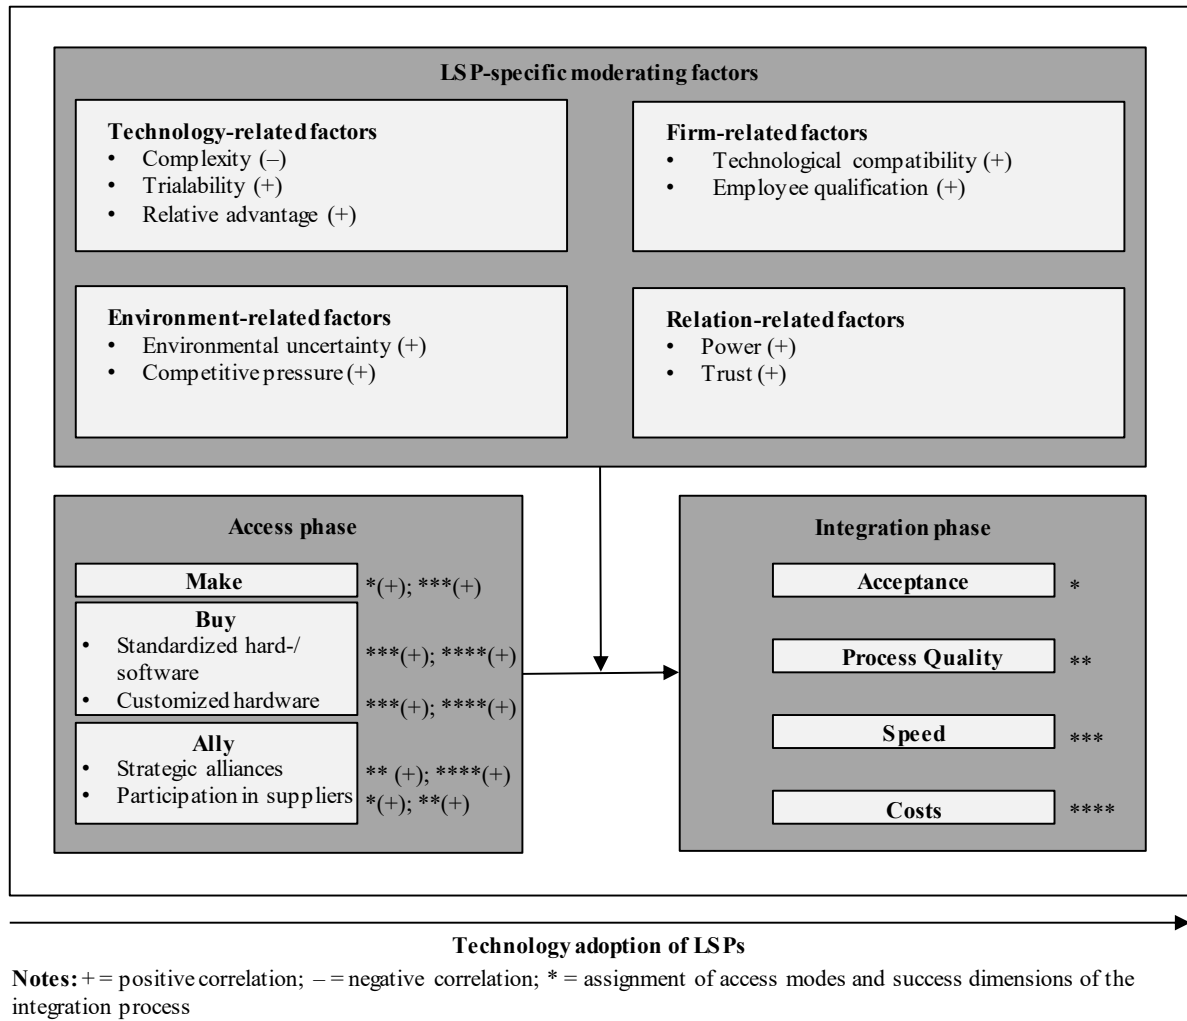 LSP-specific moderating factors
Technology-related factors
• Complexity (–)
• Trialability (+)
• Relative advantage (+)
Firm-related factors
• Technological compatibility (+)
• Employee qualification (+)
Environment-related factors
• Environmental uncertainty (+)
• Competitive pressure (+)
Relation-related factors
• Power (+)
• Trust (+)
Access phase
Make
*(+); ***(+)
Buy
• Standardized hard-/
software
***(+); ****(+)
• Customized hardware
***(+); ****(+)
Ally
• Strategic alliances
** (+); ****(+)
• Participation in suppliers
*(+); **(+)
Integration phase
Acceptance
*
Process Quality
**
Speed
***
Costs
****
Technology adoption of LSPs
Notes: + = positive correlation; – = negative correlation; * = assignment of access modes and success dimensions of the
integration process